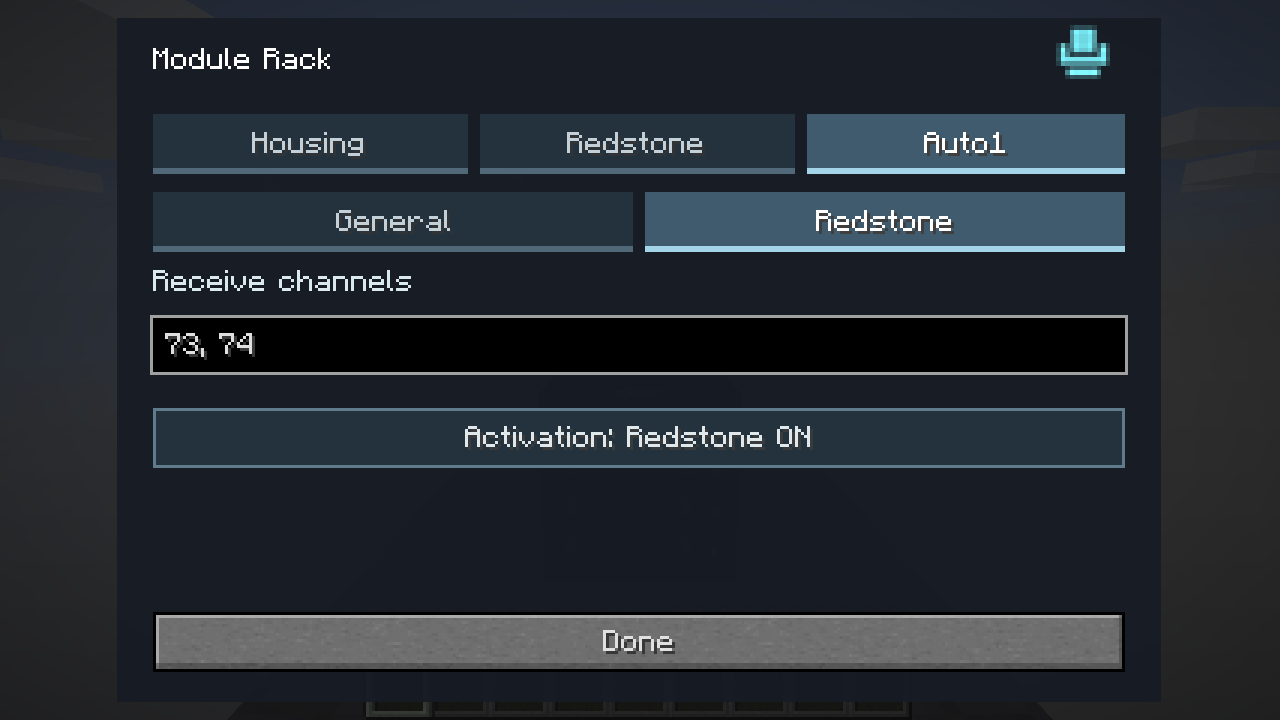 Module Rack
Housing Redstone Auto1
General Redstone
Receive channels
73, 74
Activation: Redstone ON
Done